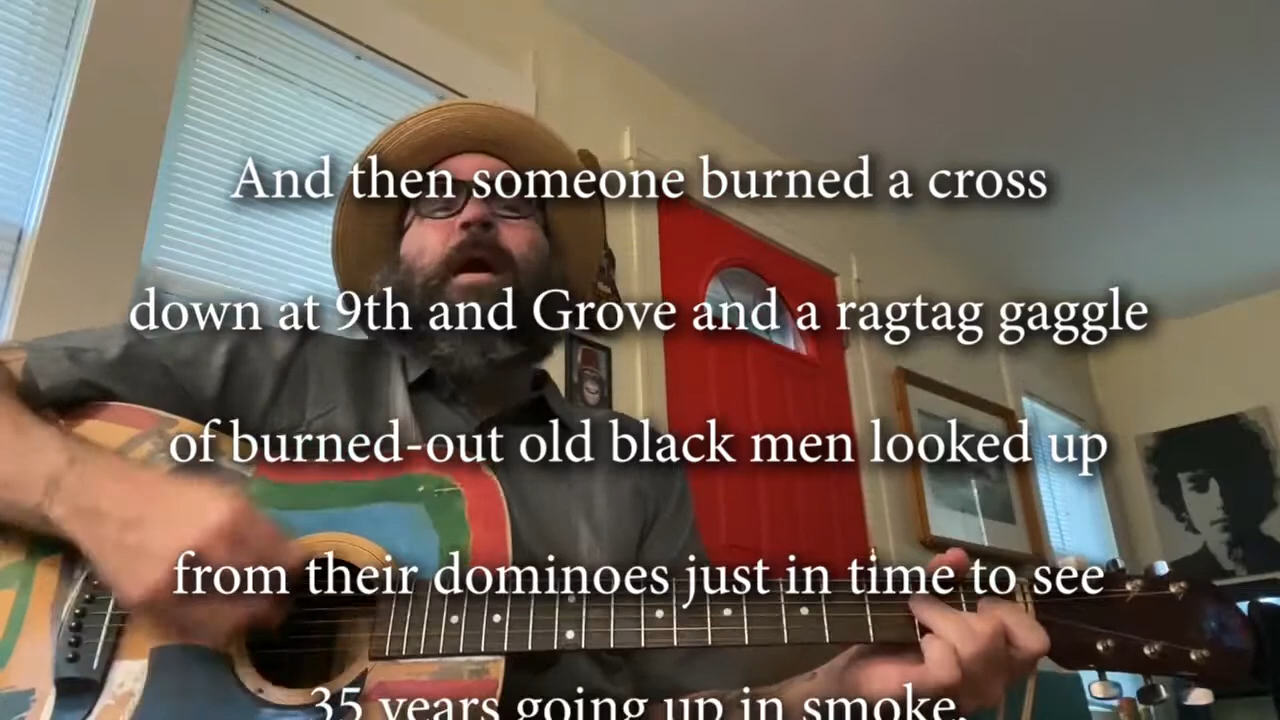 And then someone burned a cross
down at 9th and Grove and a ragtag gaggle
of burned-out old black men looked up
from their dominoes just in time to see
35 years going up in smoke.